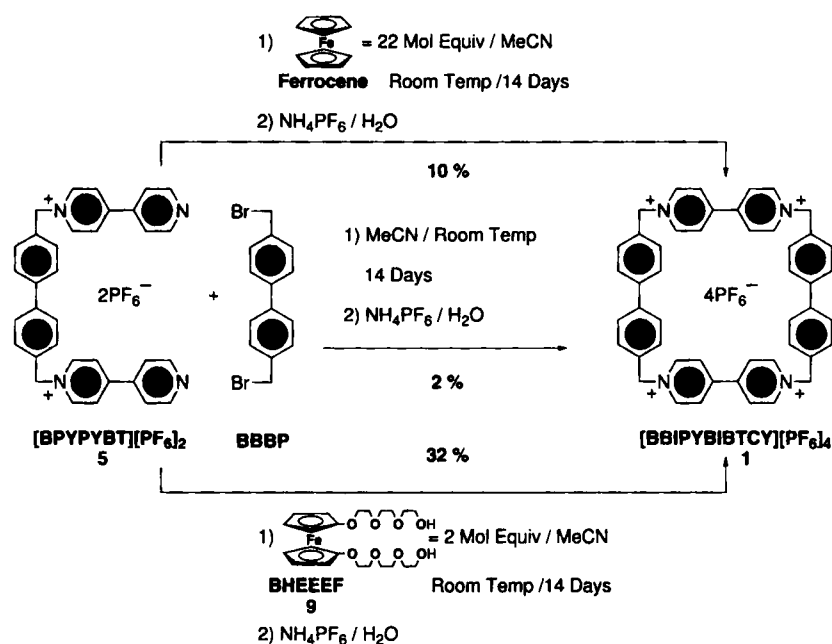 1) Fe = 22 Mol Equiv / MeCN
Ferrocene Room Temp /14 Days
2) NH₄PF₆ / H₂O
10 %
+N N
Br
1) MeCN / Room Temp
14 Days
2) NH₄PF₆ / H₂O
2PF₆⁻ +
2 %
Br
+N N
[BPYPYBT][PF₆]₂
5
BBBP
+N N+
4PF₆⁻
+N N+
[BBIPYBIBTCY][PF₆]₄
1
32 %
1) Fe O O O OH = 2 Mol Equiv / MeCN
O O O OH
BHEEEF Room Temp /14 Days
9
2) NH₄PF₆ / H₂O